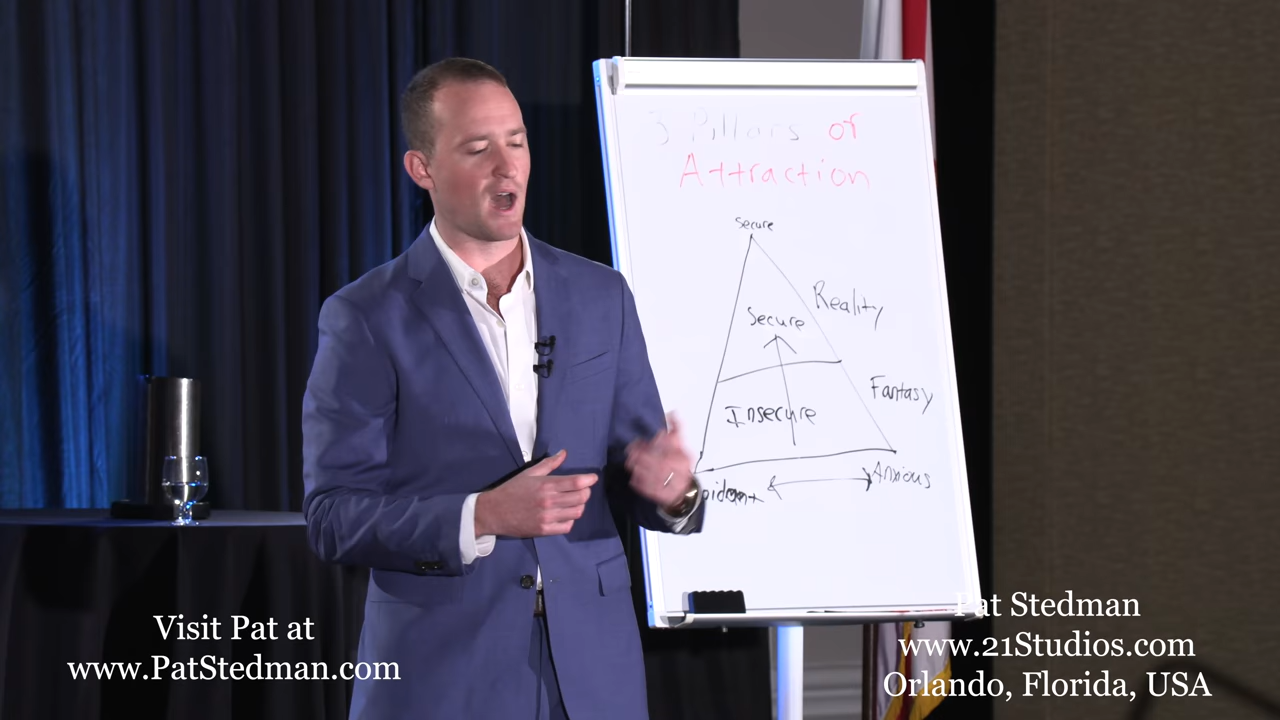 3 Pillars of
Attraction
Secure
Reality
Secure
Fantasy
Insecure
Anxious
Visit Pat at
www.PatStedman.com
Pat Stedman
www.21Studios.com
Orlando, Florida, USA